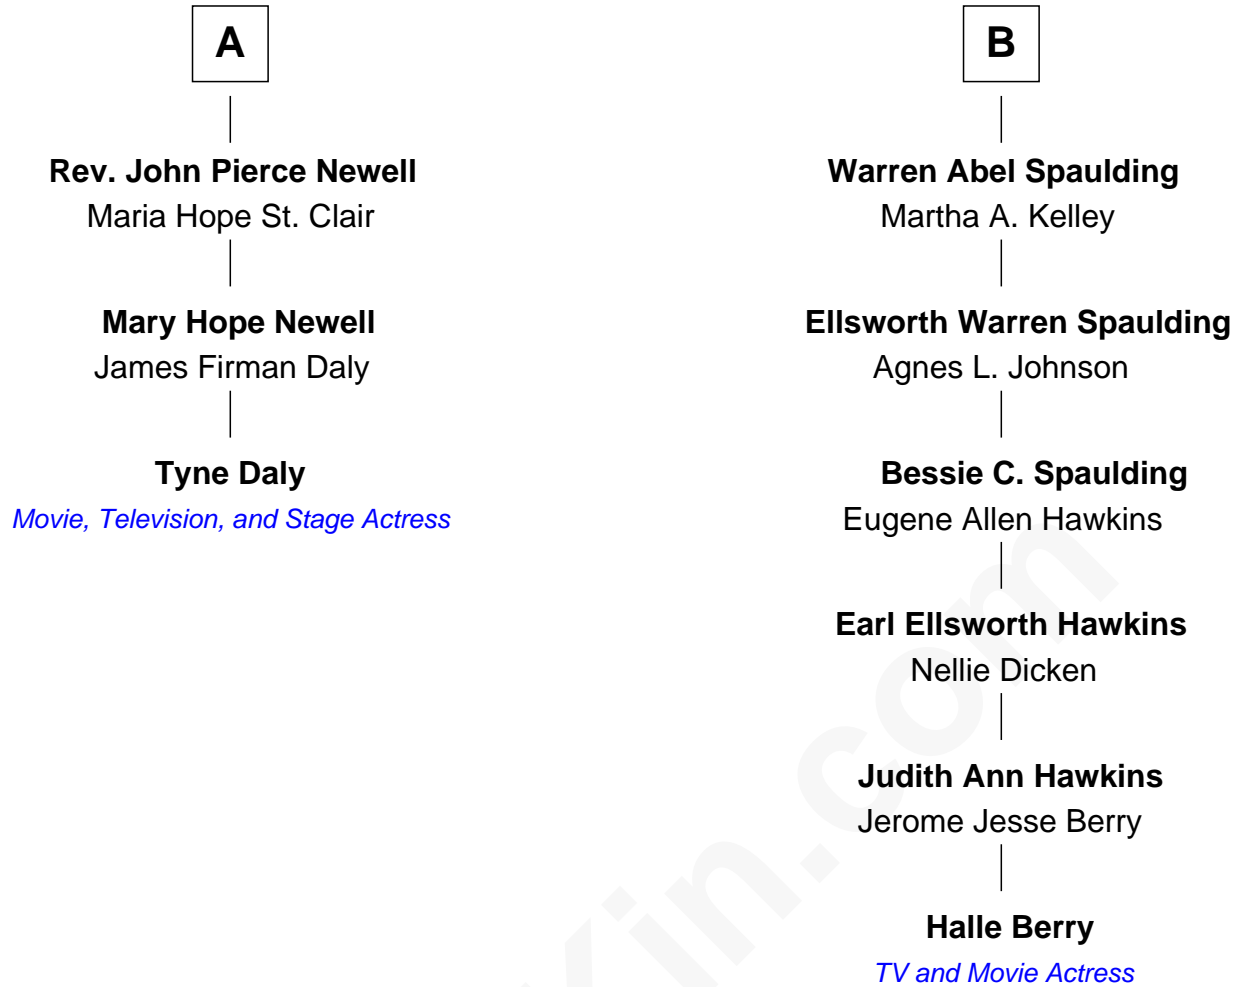 A
Rev. John Pierce Newell
Maria Hope St. Clair
Mary Hope Newell
James Firman Daly
Tyne Daly
Movie, Television, and Stage Actress
B
Warren Abel Spaulding
Martha A. Kelley
Ellsworth Warren Spaulding
Agnes L. Johnson
Bessie C. Spaulding
Eugene Allen Hawkins
Earl Ellsworth Hawkins
Nellie Dicken
Judith Ann Hawkins
Jerome Jesse Berry
Halle Berry
TV and Movie Actress
Kin.com